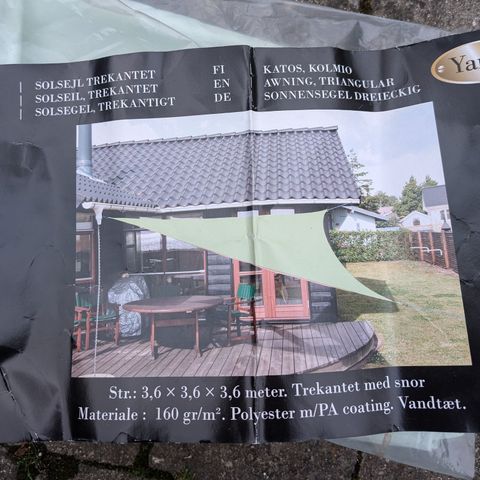 SOLSEJL TREKANTET
SOLSEIL, TREKANTET
SOLSEGEL, TREKANTIGT
FI KATOS, KOLMIO
EN AWNING, TRIANGULAR
DE SONNENSEGEL DREIECKIG
Str.: 3,6 × 3,6 × 3,6 meter. Trekantet med snor
Materiale : 160 gr/m². Polyester m/PA coating. Vandtæt.